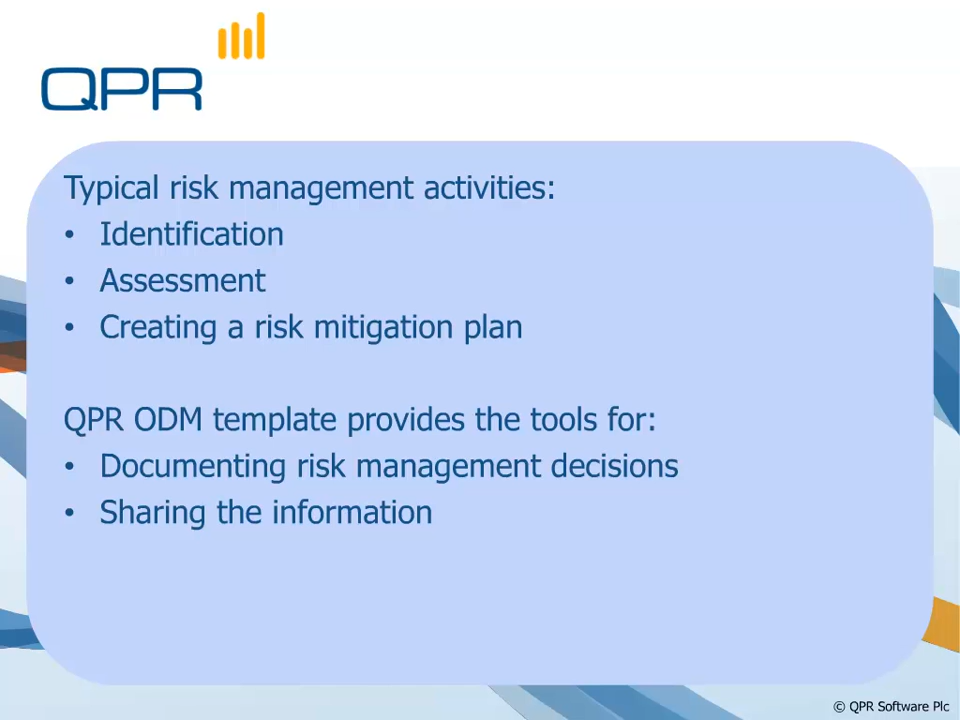 QPR
Typical risk management activities:
• Identification
• Assessment
• Creating a risk mitigation plan
QPR ODM template provides the tools for:
• Documenting risk management decisions
• Sharing the information
© QPR Software Plc